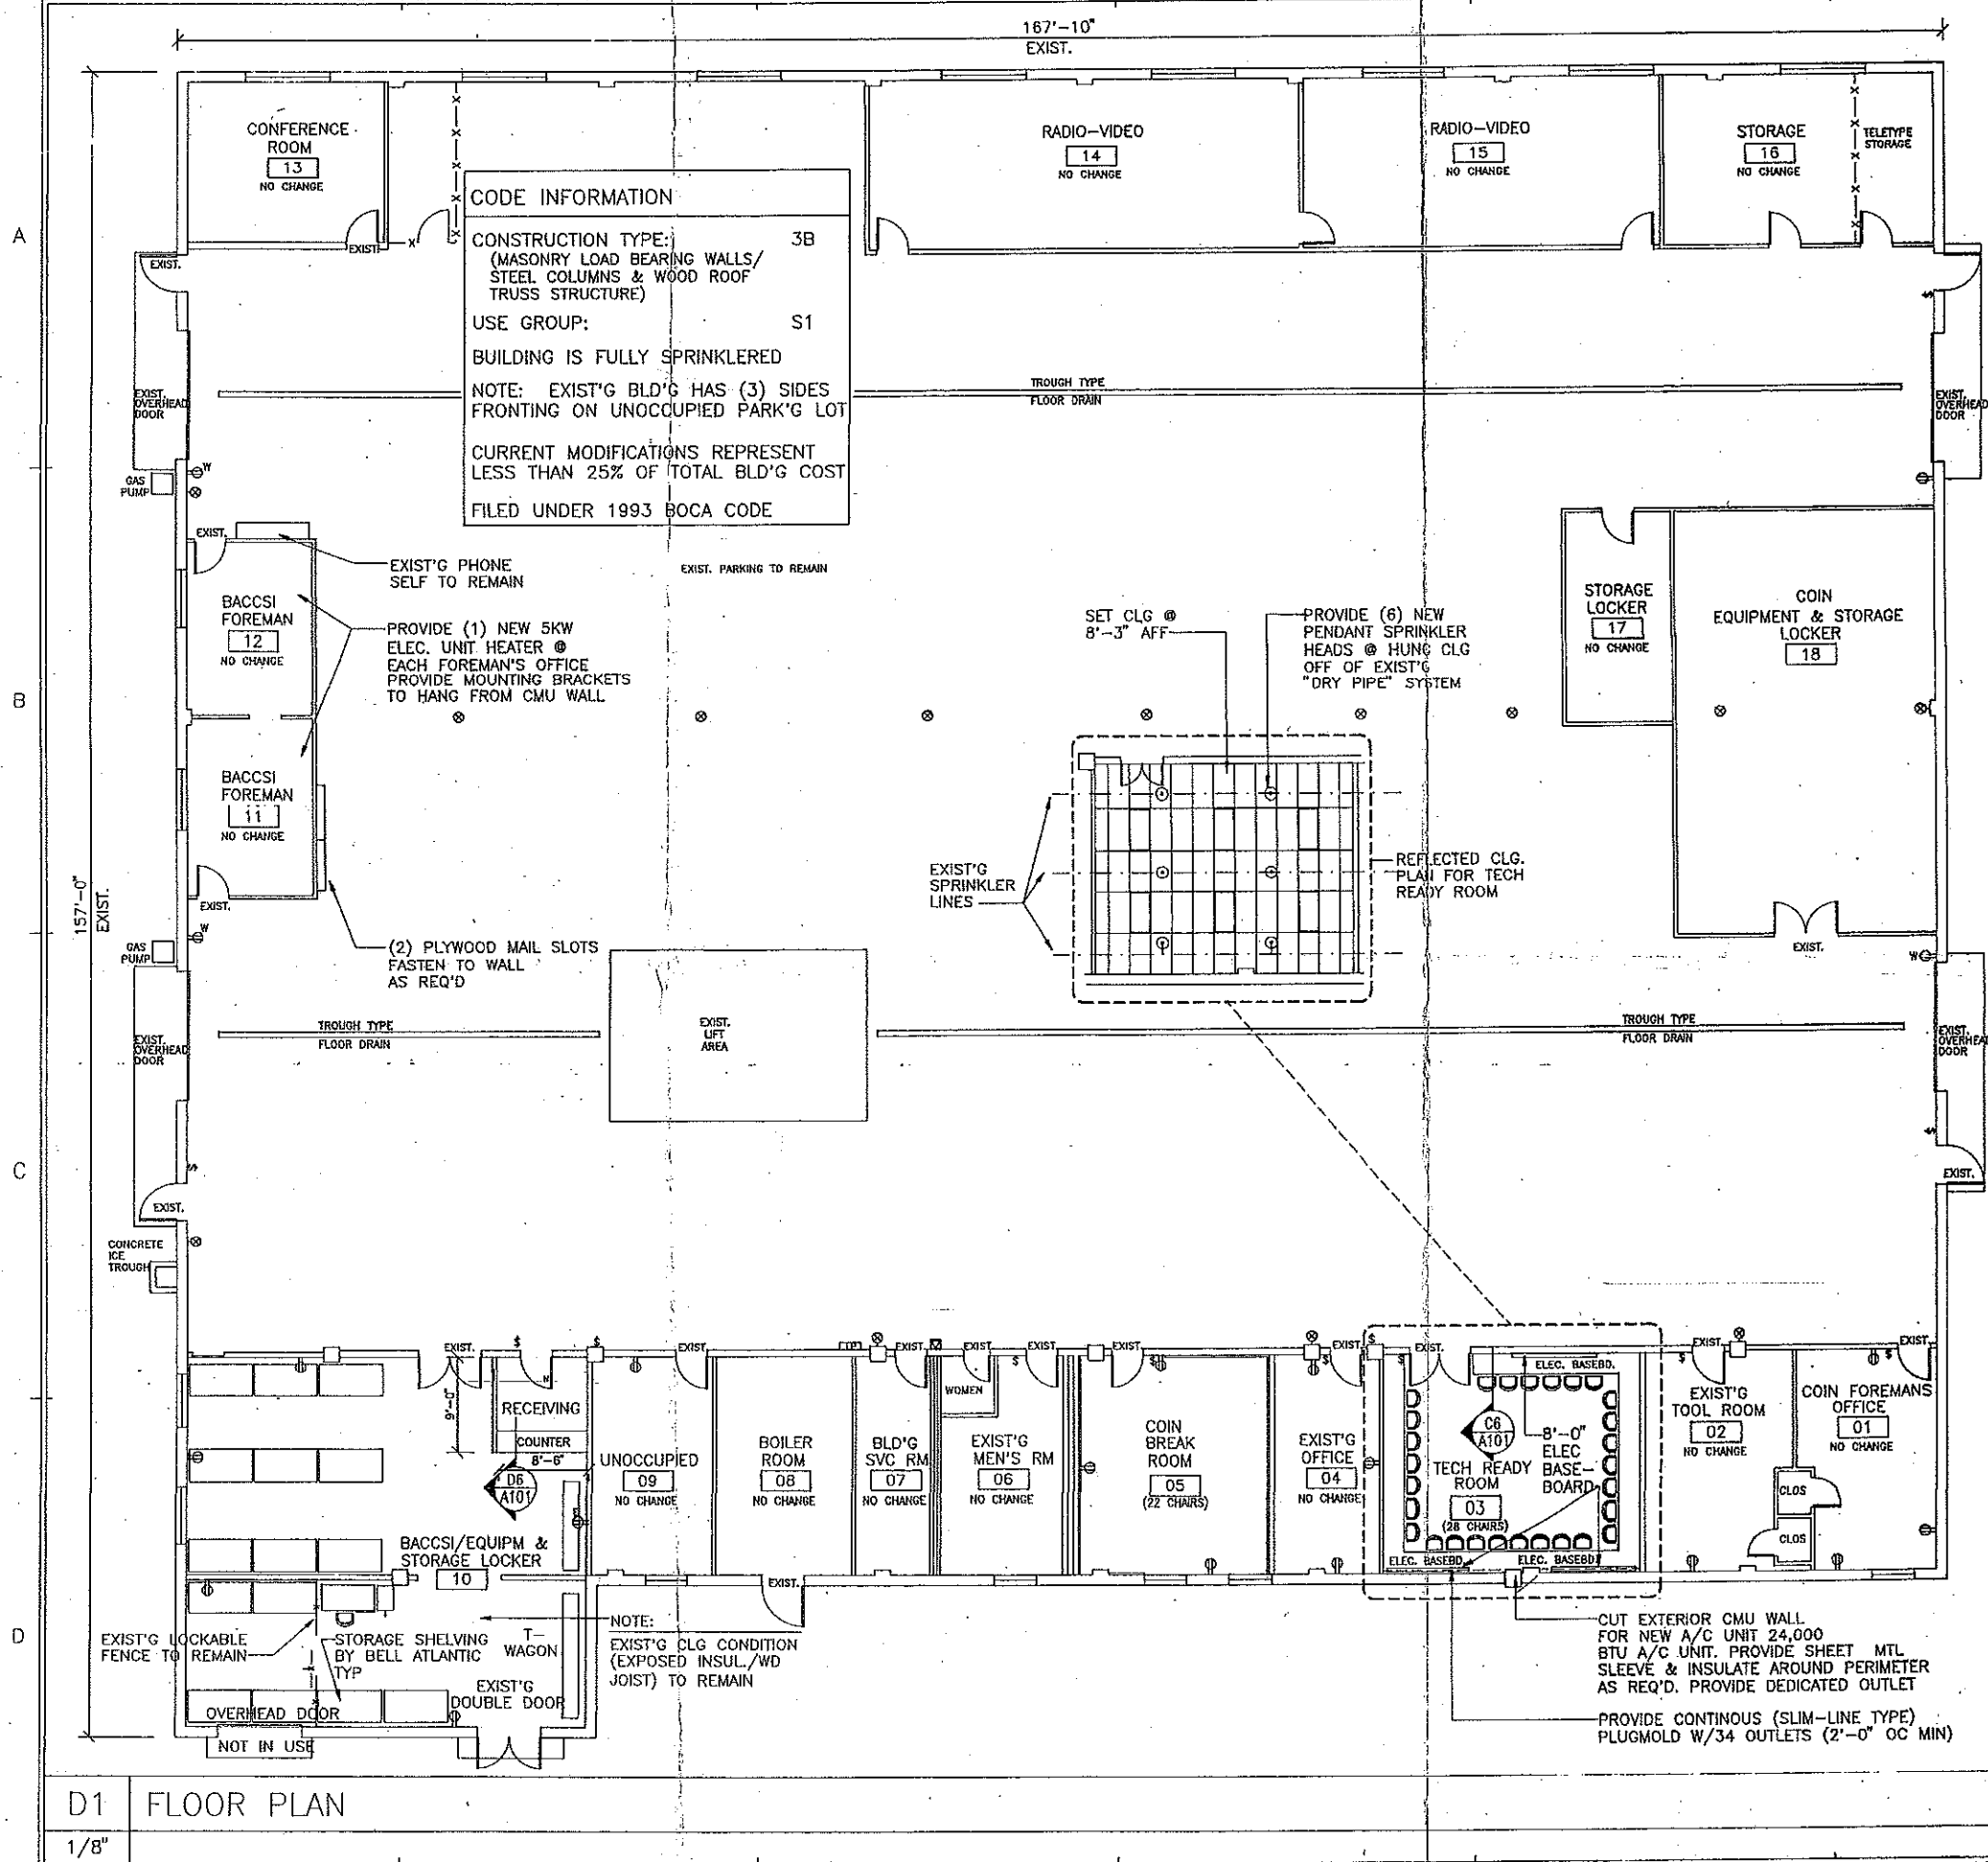 167'-10"
EXIST.
CONFERENCE
ROOM
13
NO CHANGE
EXIST.
RADIO-VIDEO
14
NO CHANGE
RADIO-VIDEO
15
NO CHANGE
STORAGE
16
NO CHANGE
TELETYPE
STORAGE
A
CODE INFORMATION
CONSTRUCTION TYPE: 3B
(MASONRY LOAD BEARING WALLS/
STEEL COLUMNS & WOOD ROOF
TRUSS STRUCTURE)
USE GROUP: S1
BUILDING IS FULLY SPRINKLERED
NOTE: EXIST'G BLD'G HAS (3) SIDES
FRONTING ON UNOCCUPIED PARK'G LOT
CURRENT MODIFICATIONS REPRESENT
LESS THAN 25% OF TOTAL BLD'G COST
FILED UNDER 1993 BOCA CODE
EXIST.
EXIST.
OVERHEAD
DOOR
TROUGH TYPE
FLOOR DRAIN
EXIST.
OVERHEAD
DOOR
W
GAS
PUMP
EXIST.
EXIST'G PHONE
SELF TO REMAIN
EXIST. PARKING TO REMAIN
BACCSI
FOREMAN
12
NO CHANGE
PROVIDE (1) NEW 5KW
ELEC. UNIT HEATER @
EACH FOREMAN'S OFFICE
PROVIDE MOUNTING BRACKETS
TO HANG FROM CMU WALL
SET CLG @
8'-3" AFF
PROVIDE (6) NEW
PENDANT SPRINKLER
HEADS @ HUNG CLG
OFF OF EXIST'G
"DRY PIPE" SYSTEM
STORAGE
LOCKER
17
NO CHANGE
COIN
EQUIPMENT & STORAGE
LOCKER
18
B
BACCSI
FOREMAN
11
NO CHANGE
EXIST.
EXIST'G
SPRINKLER
LINES
REFLECTED CLG.
PLAN FOR TECH
READY ROOM
157'-0"
EXIST.
W
GAS
PUMP
(2) PLYWOOD MAIL SLOTS
FASTEN TO WALL
AS REQ'D
EXIST.
W
EXIST.
OVERHEAD
DOOR
TROUGH TYPE
FLOOR DRAIN
EXIST.
LIFT
AREA
TROUGH TYPE
FLOOR DRAIN
EXIST.
OVERHEAD
DOOR
C
EXIST.
EXIST.
CONCRETE
ICE
TROUGH
EXIST.
$
$
EXIST.
EXIST.
EXIST.
EXIST.
EXIST.
EXIST.
$
EXIST.
EXIST.
EXIST.
9'-0"
RECEIVING
COUNTER
8'-6"
D6
A101
UNOCCUPIED
09
NO CHANGE
BOILER
ROOM
08
NO CHANGE
BLD'G
SVC RM
07
NO CHANGE
WOMEN
EXIST'G
MEN'S RM
06
NO CHANGE
COIN
BREAK
ROOM
05
(22 CHAIRS)
EXIST'G
OFFICE
04
NO CHANGE
ELEC. BASEBD.
C6
A101
8'-0"
ELEC
BASE-
BOARD
TECH READY
ROOM
03
(28 CHAIRS)
ELEC. BASEBD.
ELEC. BASEBD.
EXIST'G
TOOL ROOM
02
NO CHANGE
COIN FOREMANS
OFFICE
01
NO CHANGE
CLOS
CLOS
BACCSI/EQUIPM &
STORAGE LOCKER
10
EXIST.
D
EXIST'G LOCKABLE
FENCE TO REMAIN
STORAGE SHELVING
BY BELL ATLANTIC
TYP
T-
WAGON
EXIST'G
DOUBLE DOOR
NOTE:
EXIST'G CLG CONDITION
(EXPOSED INSUL./WD
JOIST) TO REMAIN
CUT EXTERIOR CMU WALL
FOR NEW A/C UNIT 24,000
BTU A/C UNIT. PROVIDE SHEET MTL
SLEEVE & INSULATE AROUND PERIMETER
AS REQ'D. PROVIDE DEDICATED OUTLET
OVERHEAD DOOR
NOT IN USE
PROVIDE CONTINOUS (SLIM-LINE TYPE)
PLUGMOLD W/34 OUTLETS (2'-0" OC MIN)
D1 FLOOR PLAN
1/8"